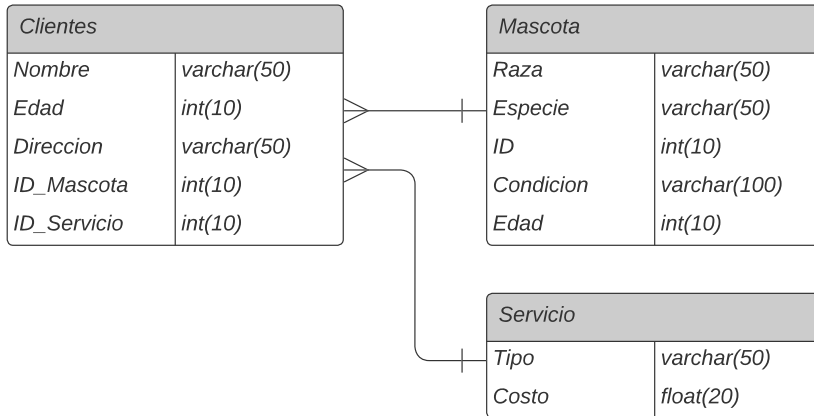 Clientes
Nombre varchar(50)
Edad int(10)
Direccion varchar(50)
ID_Mascota int(10)
ID_Servicio int(10)
Mascota
Raza varchar(50)
Especie varchar(50)
ID int(10)
Condicion varchar(100)
Edad int(10)
Servicio
Tipo varchar(50)
Costo float(20)